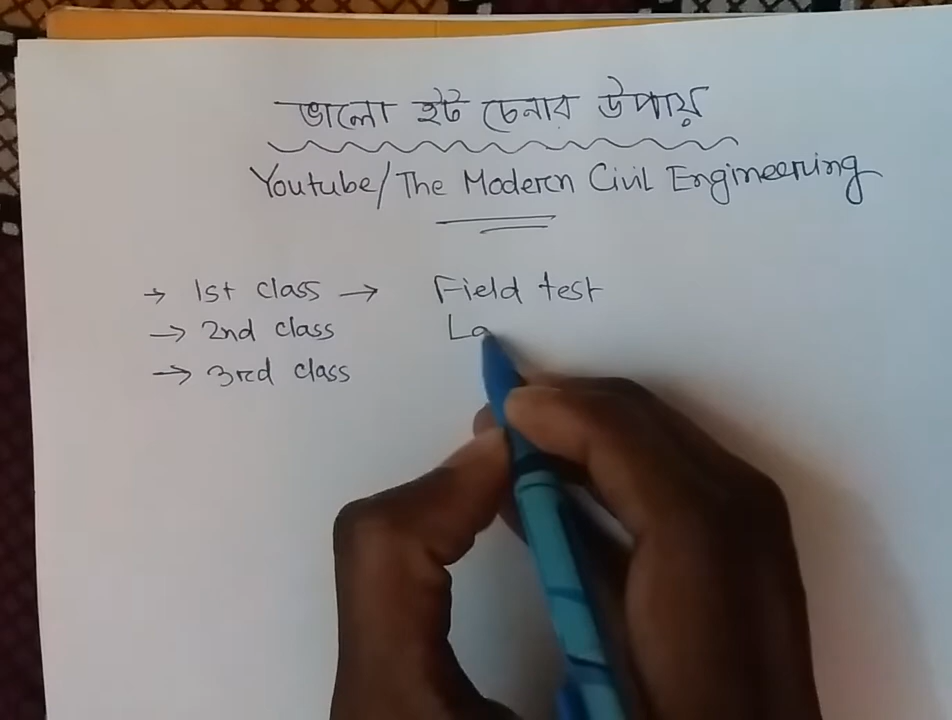 ভালো ইট চেনার উপায়
Youtube/The Modern Civil Engineering
→ 1st class → Field test
→ 2nd class La
→ 3rd class